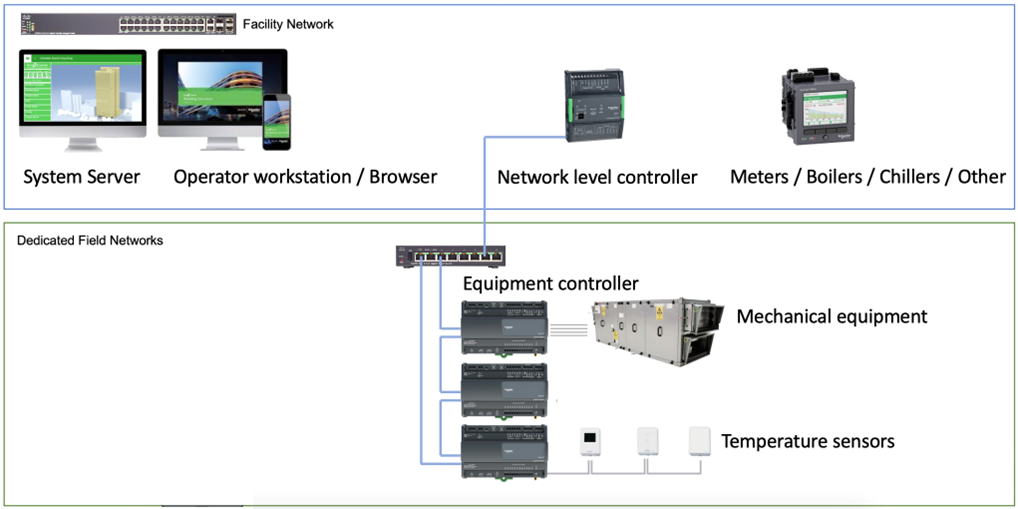 Facility Network
System Server
Operator workstation / Browser
Network level controller
Meters / Boilers / Chillers / Other
Dedicated Field Networks
Equipment controller
Mechanical equipment
Temperature sensors